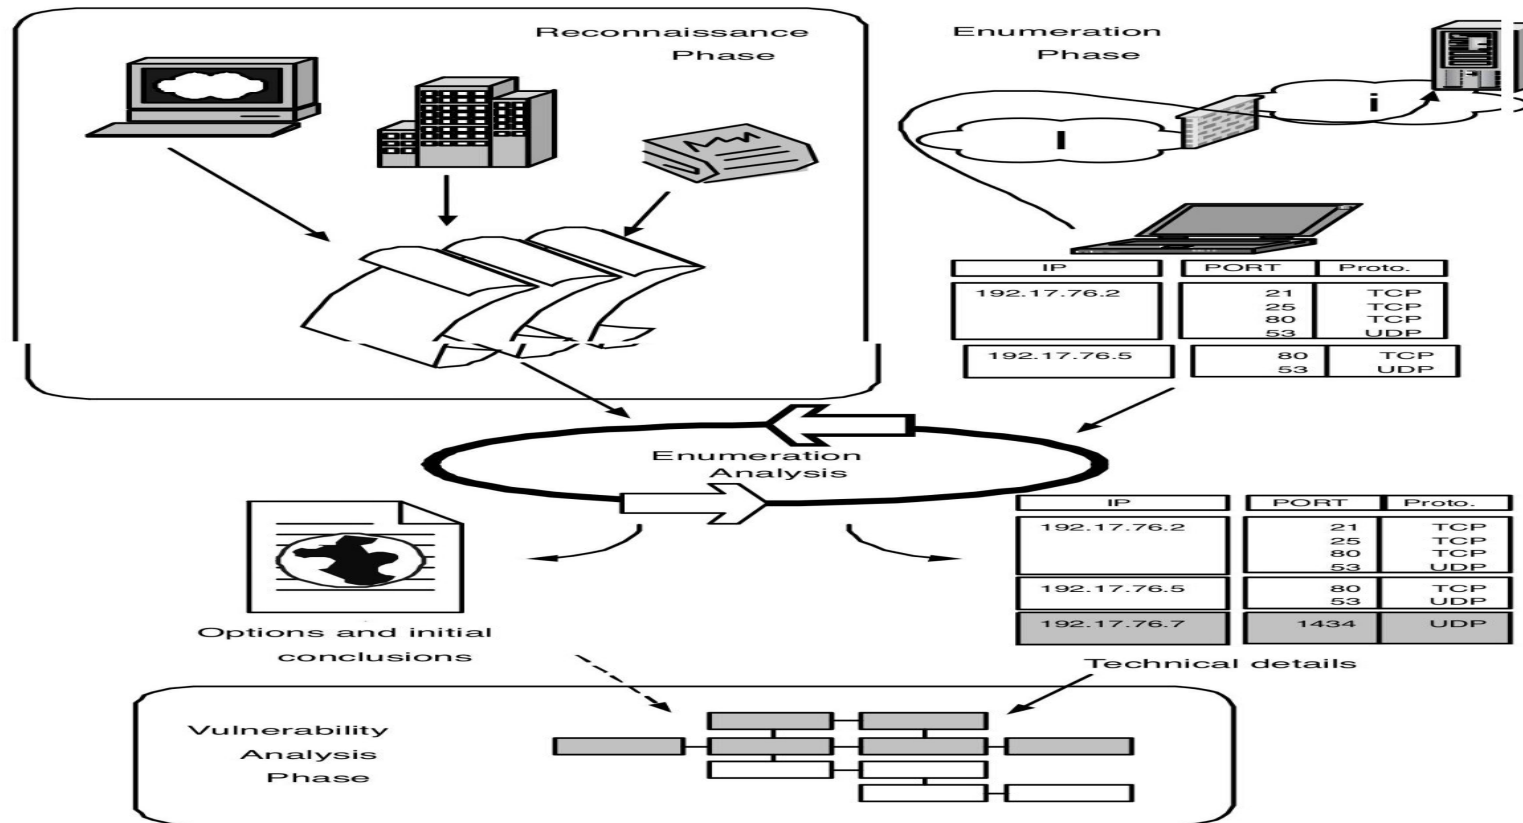 Reconnaissance
Phase
Enumeration
Phase
I
i
IP PORT Proto.
192.17.76.2 21 TCP
25 TCP
80 TCP
53 UDP
192.17.76.5 80 TCP
53 UDP
Enumeration
Analysis
IP PORT Proto.
192.17.76.2 21 TCP
25 TCP
80 TCP
53 UDP
192.17.76.5 80 TCP
53 UDP
192.17.76.7 1434 UDP
Options and initial
conclusions
Technical details
Vulnerability
Analysis
Phase